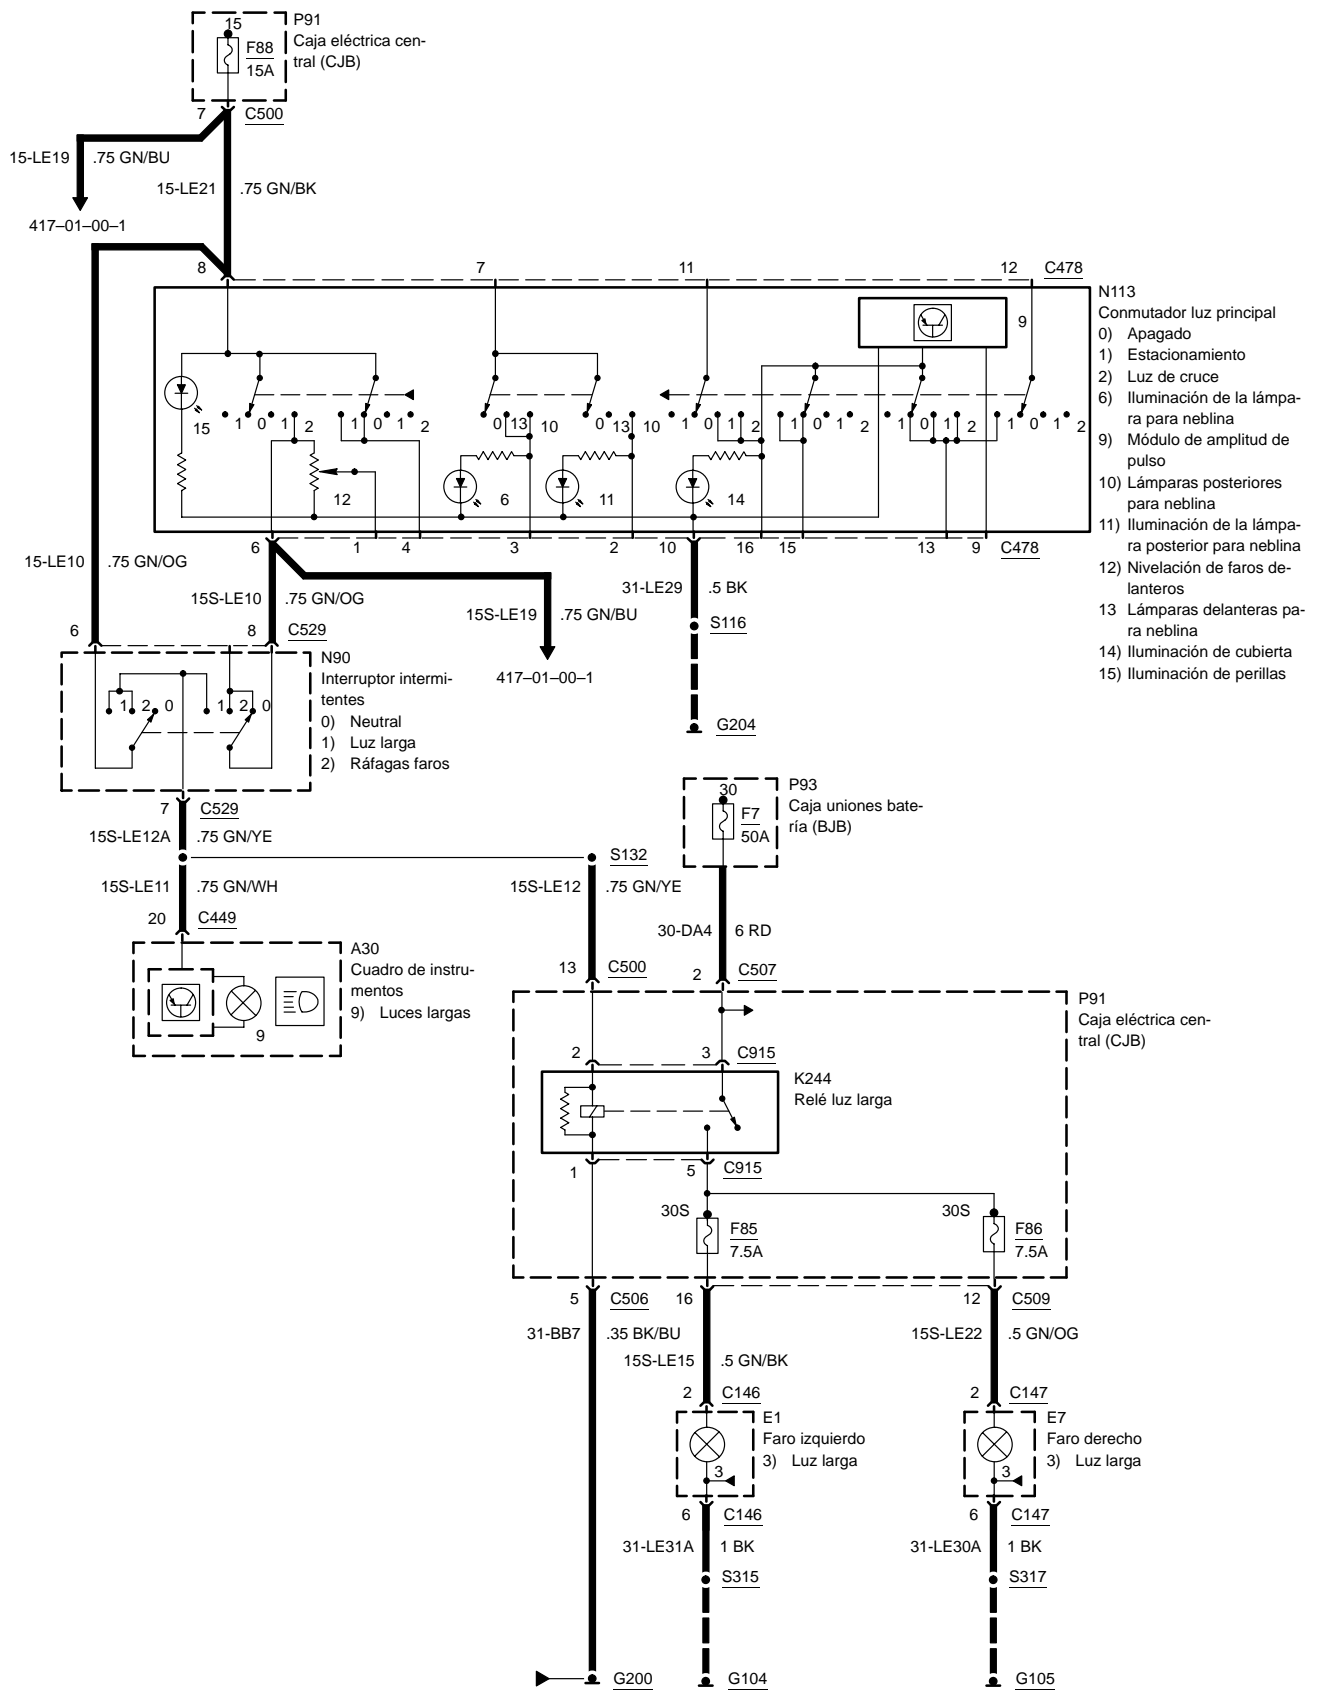 15
P91
Caja eléctrica cen-
tral (CJB)
F88
15A
7
C500
15-LE19
.75 GN/BU
15-LE21
.75 GN/BK
417–01–00–1
8
7
11
12
C478
N113
Conmutador luz principal
0) Apagado
1) Estacionamiento
2) Luz de cruce
6) Iluminación de la lámpa-
ra para neblina
9) Módulo de amplitud de
pulso
10) Lámparas posteriores
para neblina
11) Iluminación de la lámpa-
ra posterior para neblina
12) Nivelación de faros de-
lanteros
13 Lámparas delanteras pa-
ra neblina
14) Iluminación de cubierta
15) Iluminación de perillas
9
15
1 0 1 2
1 0 1 2
0 13 10
0 13 10
1 0 1 2
1 0 1 2
1 0 1 2
1 0 1 2
12
6
11
14
6
1
4
3
2
10
16
15
13
9
C478
15-LE10
.75 GN/OG
15S-LE10
.75 GN/OG
15S-LE19
.75 GN/BU
31-LE29
.5 BK
S116
417–01–00–1
G204
6
8
C529
N90
Interruptor intermi-
tentes
0) Neutral
1) Luz larga
2) Ráfagas faros
1 2 0
1 2 0
7
C529
15S-LE12A
.75 GN/YE
S132
15S-LE11
.75 GN/WH
15S-LE12
.75 GN/YE
20
C449
A30
Cuadro de instru-
mentos
9) Luces largas
9
30
P93
Caja uniones bate-
ría (BJB)
F7
50A
30-DA4
6 RD
13
C500
2
C507
P91
Caja eléctrica cen-
tral (CJB)
2
3
C915
K244
Relé luz larga
1
5
C915
30S
F85
7.5A
30S
F86
7.5A
5
C506
16
12
C509
31-BB7
.35 BK/BU
15S-LE22
.5 GN/OG
15S-LE15
.5 GN/BK
2
C146
2
C147
E1
Faro izquierdo
3) Luz larga
3
E7
Faro derecho
3) Luz larga
3
6
C146
6
C147
31-LE31A
1 BK
31-LE30A
1 BK
S315
S317
G200
G104
G105